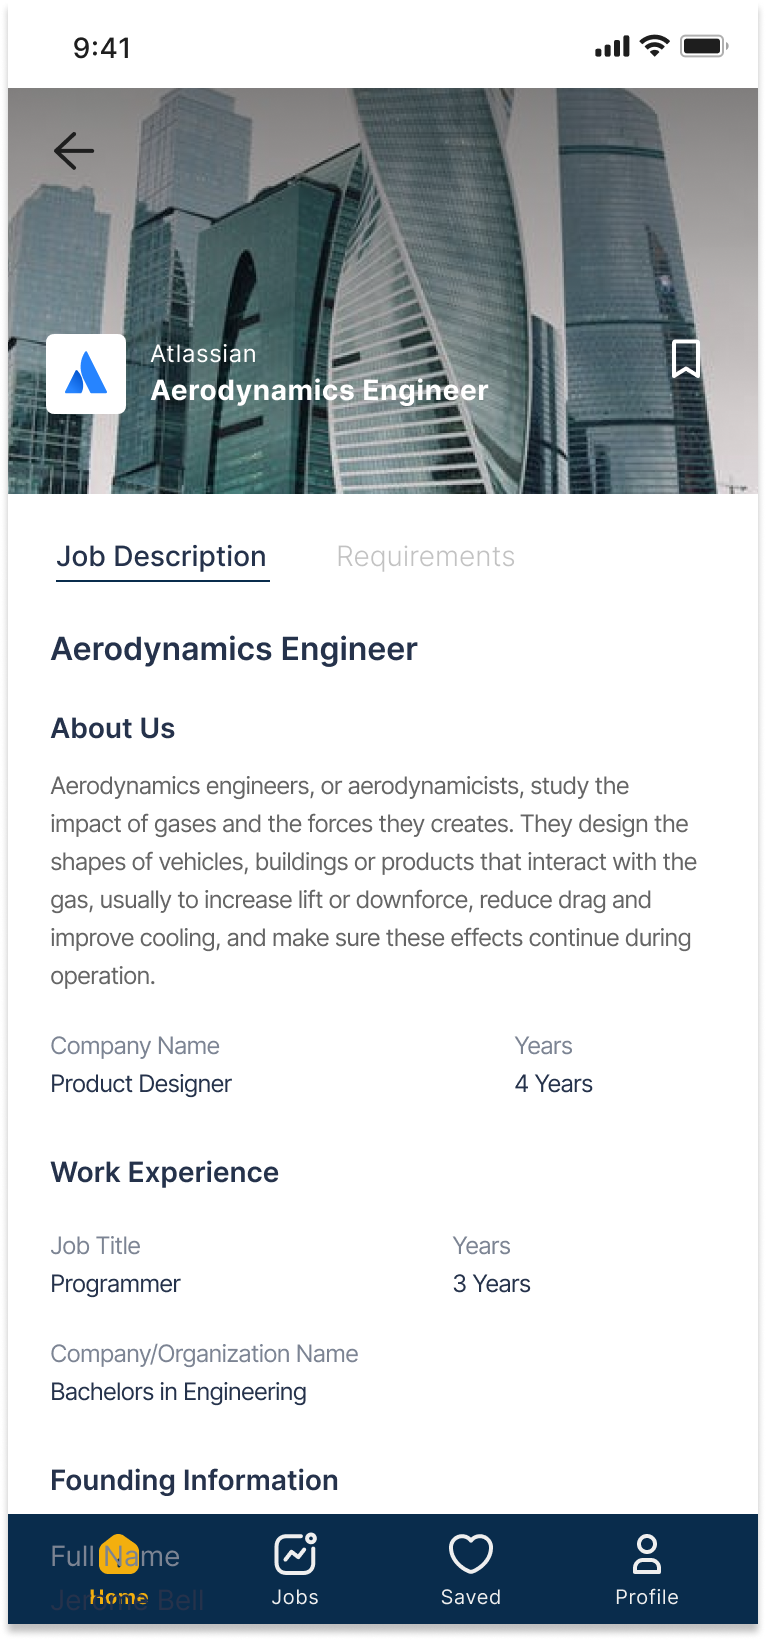 9:41
Atlassian
Aerodynamics Engineer
Job Description
Requirements
Aerodynamics Engineer
About Us
Aerodynamics engineers, or aerodynamicists, study the
impact of gases and the forces they creates. They design the
shapes of vehicles, buildings or products that interact with the
gas, usually to increase lift or downforce, reduce drag and
improve cooling, and make sure these effects continue during
operation.
Company Name
Years
Product Designer
4 Years
Work Experience
Job Title
Years
Programmer
3 Years
Company/Organization Name
Bachelors in Engineering
Founding Information
Full Name
Jerome Bell
Home
Jobs
Saved
Profile